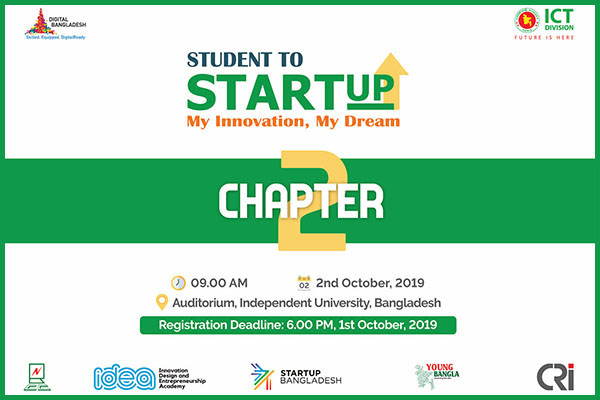 DIGITAL
BANGLADESH
Skilled. Equipped. DigitalReady
ICT
DIVISION
FUTURE IS HERE
STUDENT TO
STARTUP
My Innovation, My Dream
2
CHAPTER
09.00 AM
02
2nd October, 2019
Auditorium, Independent University, Bangladesh
Registration Deadline: 6.00 PM, 1st October, 2019
N
idea
Innovation
Design and
Entrepreneurship
Academy
STARTUP
BANGLADESH
YOUNG
BANGLA
CRi